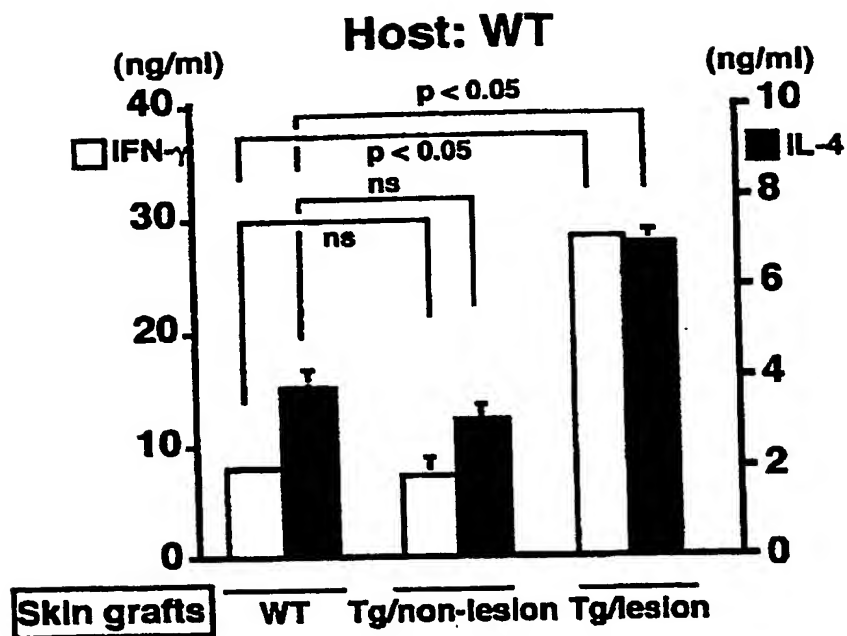 Host: WT
(ng/ml)
(ng/ml)
40
30
20
10
0
IFN-γ
IL-4
p < 0.05
p < 0.05
ns
ns
10
8
6
4
2
0
Skin grafts
WT
Tg/non-lesion
Tg/lesion